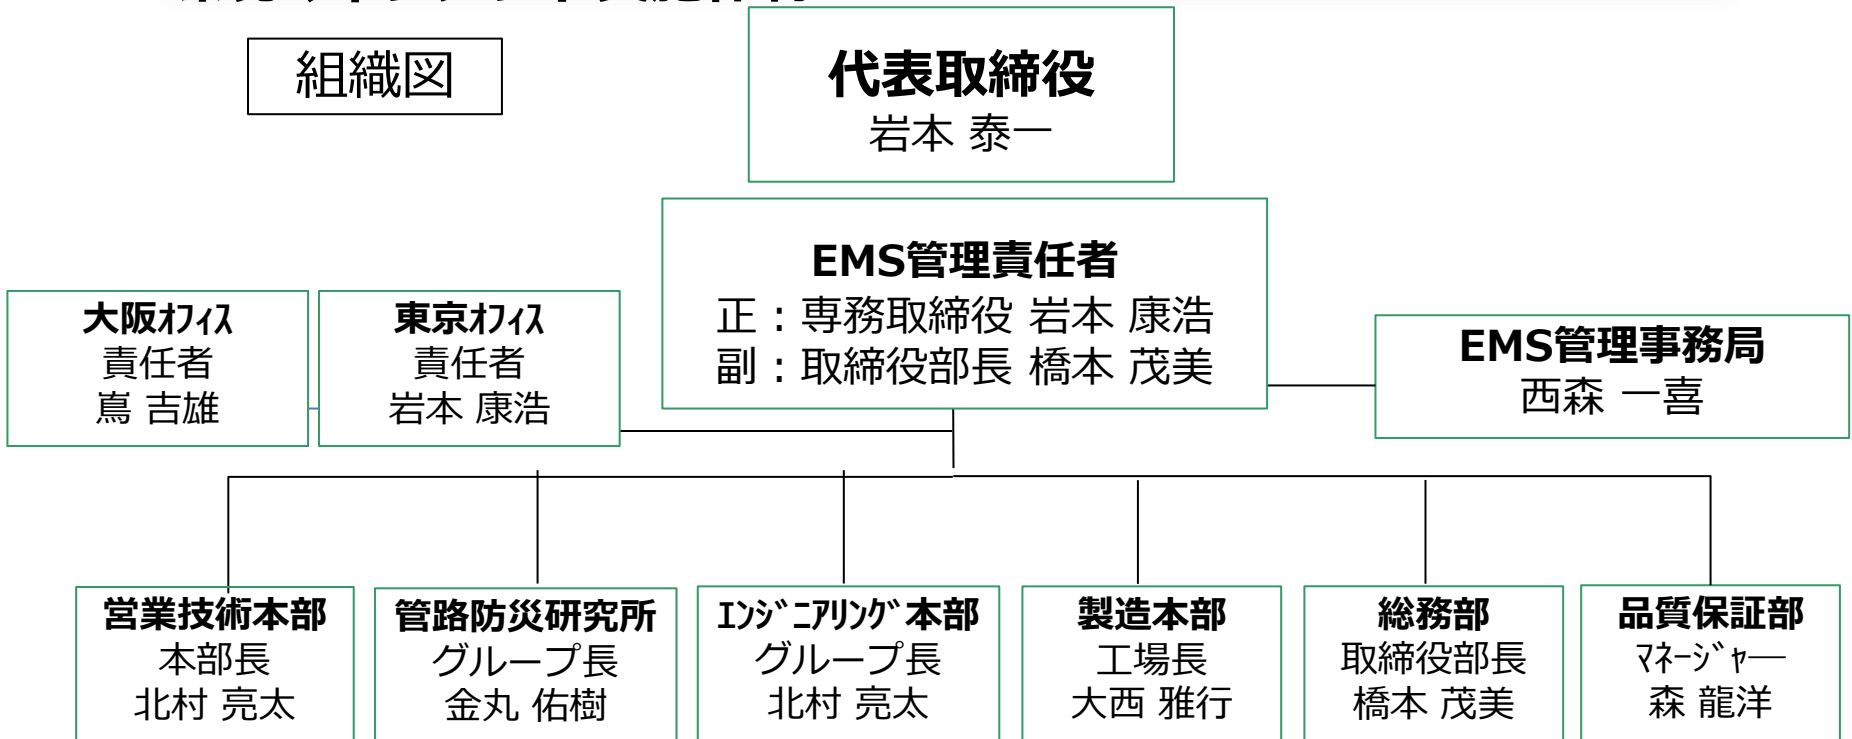 組織図
代表取締役
岩本 泰一
EMS管理責任者
正：専務取締役 岩本 康浩
副：取締役部長 橋本 茂美
大阪ｵﾌｨｽ
責任者
嶌 吉雄
東京ｵﾌｨｽ
責任者
岩本 康浩
EMS管理事務局
西森 一喜
営業技術本部
本部長
北村 亮太
管路防災研究所
グループ長
金丸 佑樹
ｴﾝｼﾞﾆｱﾘﾝｸﾞ本部
グループ長
北村 亮太
製造本部
工場長
大西 雅行
総務部
取締役部長
橋本 茂美
品質保証部
ﾏﾈｰｼﾞｬ―
森 龍洋